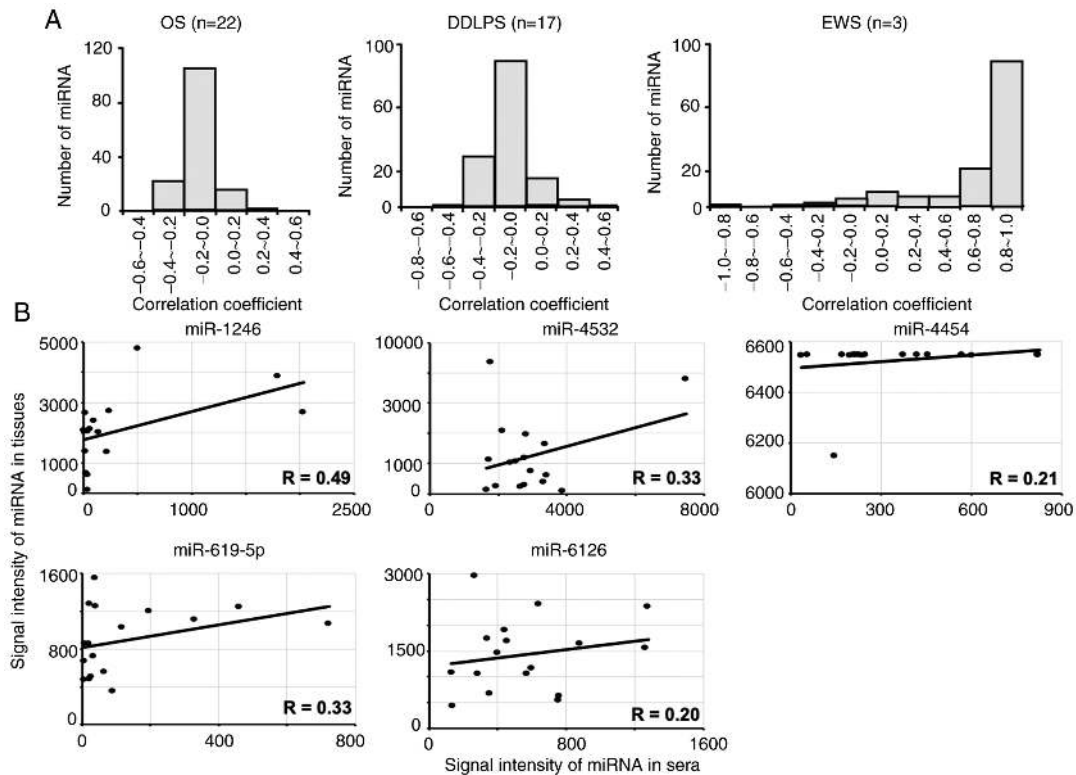 A
OS (n=22)
DDLPS (n=17)
EWS (n=3)
Number of miRNA
120
80
40
0
−0.6~−0.4
−0.4~−0.2
−0.2~0.0
0.0~0.2
0.2~0.4
0.4~0.6
Number of miRNA
100
60
20
0
−0.8~−0.6
−0.6~−0.4
−0.4~−0.2
−0.2~0.0
0.0~0.2
0.2~0.4
0.4~0.6
Number of miRNA
100
60
20
0
−1.0~−0.8
−0.8~−0.6
−0.6~−0.4
−0.4~−0.2
−0.2~0.0
0.0~0.2
0.2~0.4
0.4~0.6
0.6~0.8
0.8~1.0
Correlation coefficient
Correlation coefficient
Correlation coefficient
B
miR-1246
miR-4532
miR-4454
Signal intensity of miRNA in tissues
5000
3000
1000
0
R = 0.49
0 1000 2500
10000
3000
1000
0
R = 0.33
0 4000 8000
6600
6200
6000
R = 0.21
0 300 600 900
miR-619-5p
miR-6126
1600
800
0
R = 0.33
0 400 800
3000
1500
0
R = 0.20
0 800 1600
Signal intensity of miRNA in sera